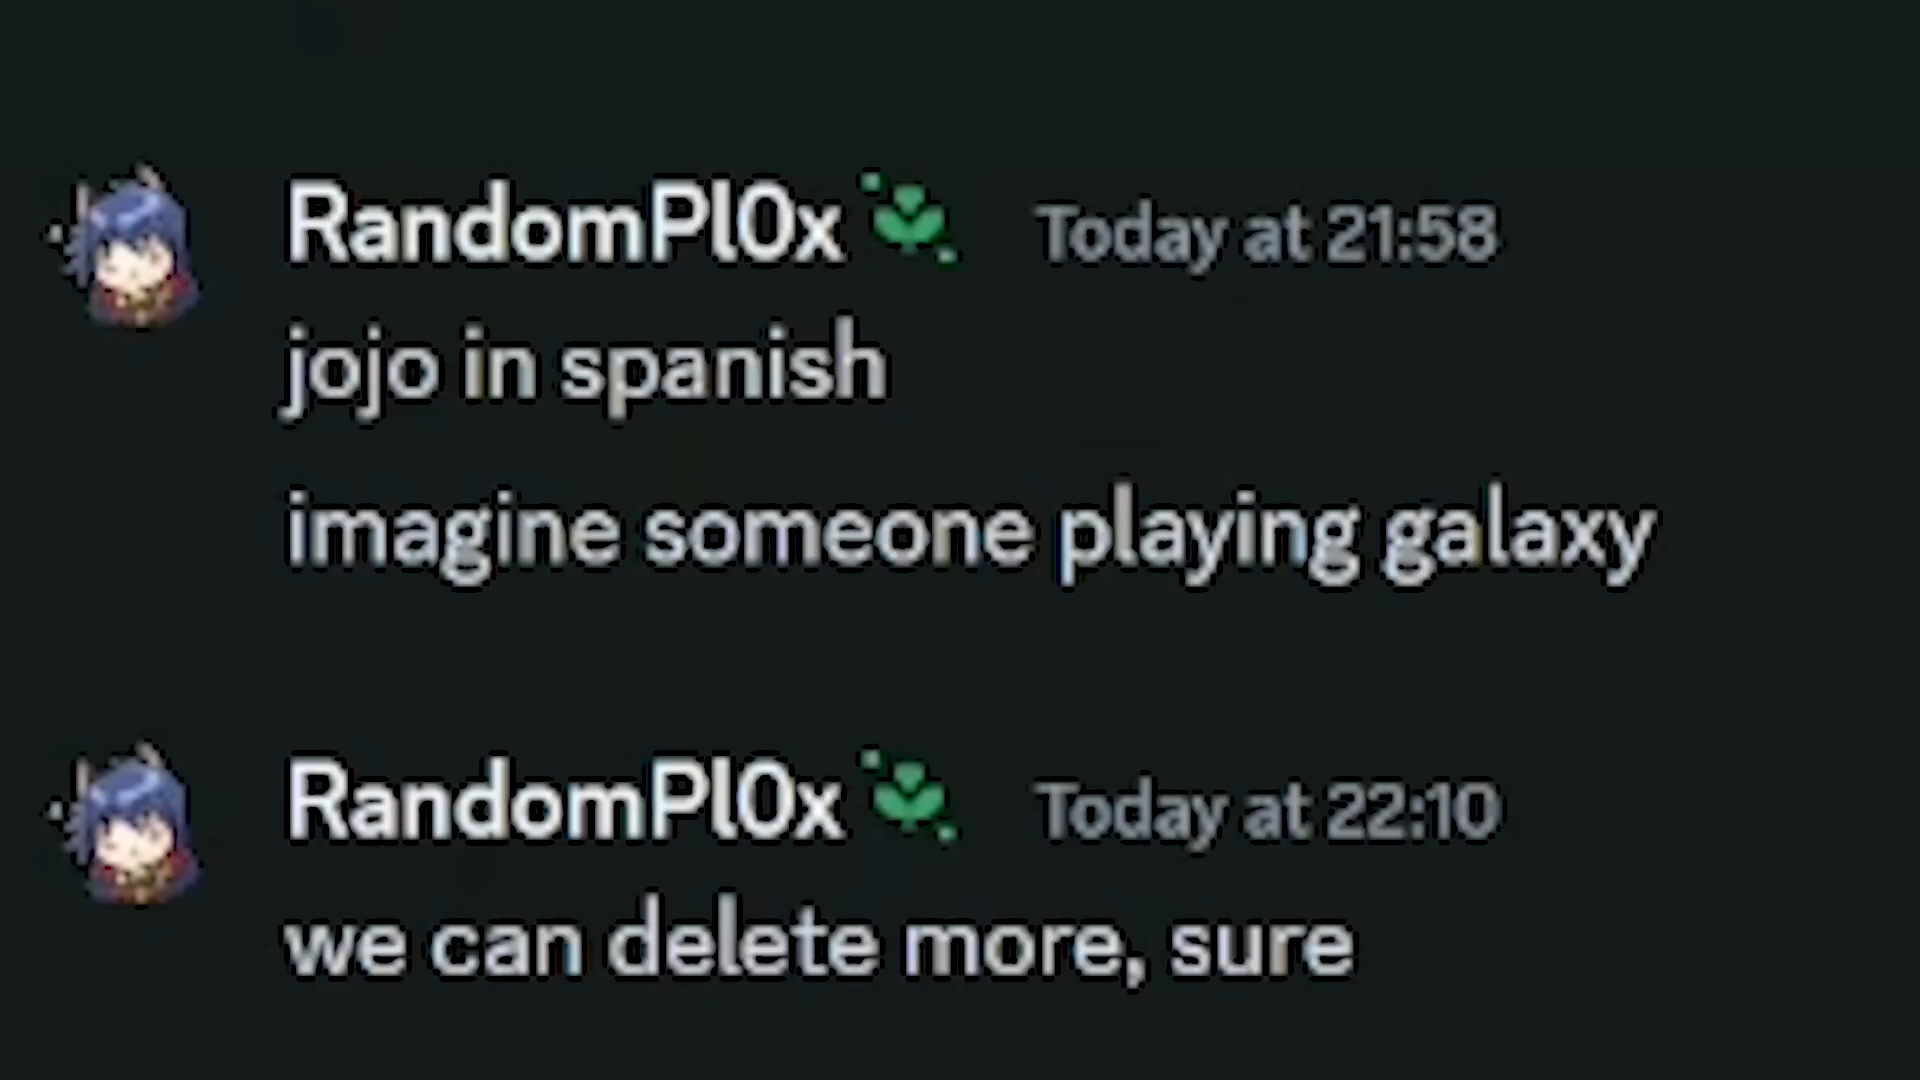 RandomPl0x Today at 21:58
jojo in spanish
imagine someone playing galaxy
RandomPl0x Today at 22:10
we can delete more, sure